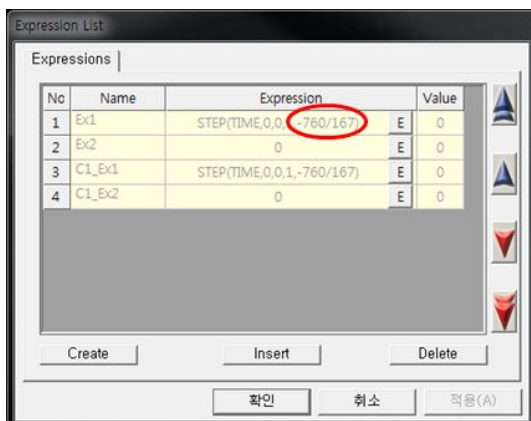 Expression List
Expressions
No Name Expression Value
1 Ex1 STEP(TIME,0,0,1,-760/167) E 0
2 Ex2 0 E 0
3 C1_Ex1 STEP(TIME,0,0,1,-760/167) E 0
4 C1_Ex2 0 E 0
Create Insert Delete
확인 취소 적용(A)